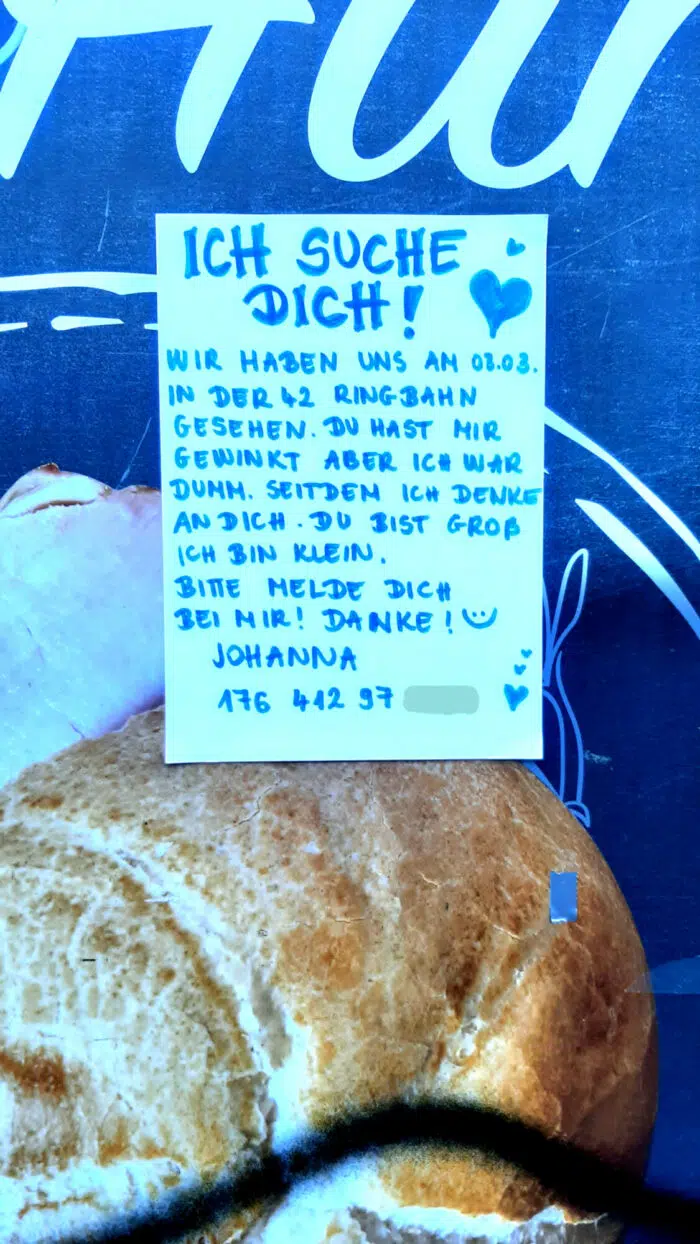 ICH SUCHE
DICH!
WIR HABEN UNS AM 03.03.
IN DER 42 RINGBAHN
GESEHEN. DU HAST MIR
GEWINKT ABER ICH WAR
DUMM. SEITDEM ICH DENKE
AN DICH. DU BIST GROß
ICH BIN KLEIN.
BITTE MELDE DICH
BEI MIR! DANKE!
JOHANNA
176 412 97